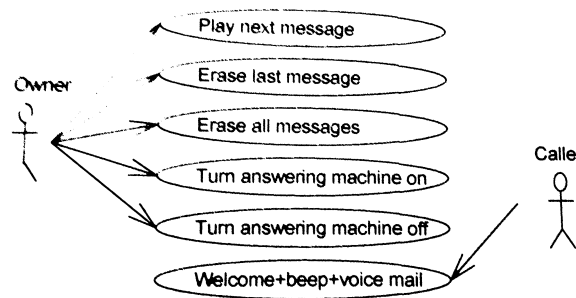 Play next message
Owner
Erase last message
Erase all messages
Calle
Turn answering machine on
Turn answering machine off
Welcome+beep+voice mail